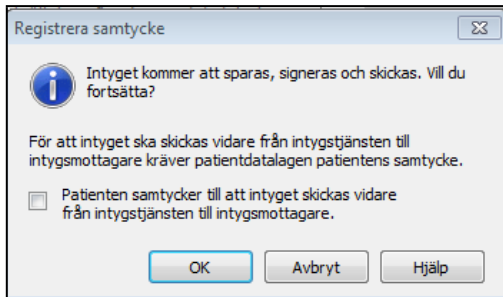 Registrera samtycke
Intyget kommer att sparas, signeras och skickas. Vill du
fortsätta?
För att intyget ska skickas vidare från intygstjänsten till
intygsmottagare kräver patientdatalagen patientens samtycke.
Patienten samtycker till att intyget skickas vidare
från intygstjänsten till intygsmottagare.
OK Avbryt Hjälp